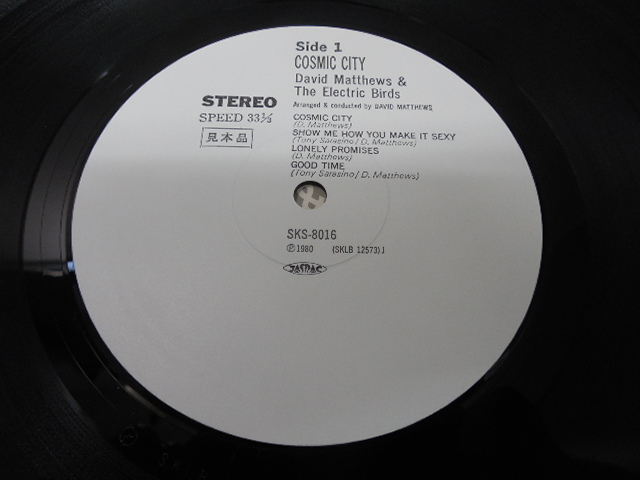 Side 1
COSMIC CITY
David Matthews &
The Electric Birds
Arranged & conducted by DAVID MATTHEWS
STEREO
SPEED 33⅓
見本品
COSMIC CITY
(D. Matthews)
SHOW ME HOW YOU MAKE IT SEXY
(Tony Sarasino / D. Matthews)
LONELY PROMISES
(D. Matthews)
GOOD TIME
(Tony Sarasino / D. Matthews)
&
SKS-8016
Ⓟ1980 (SKLB 12573) J
JASRAC